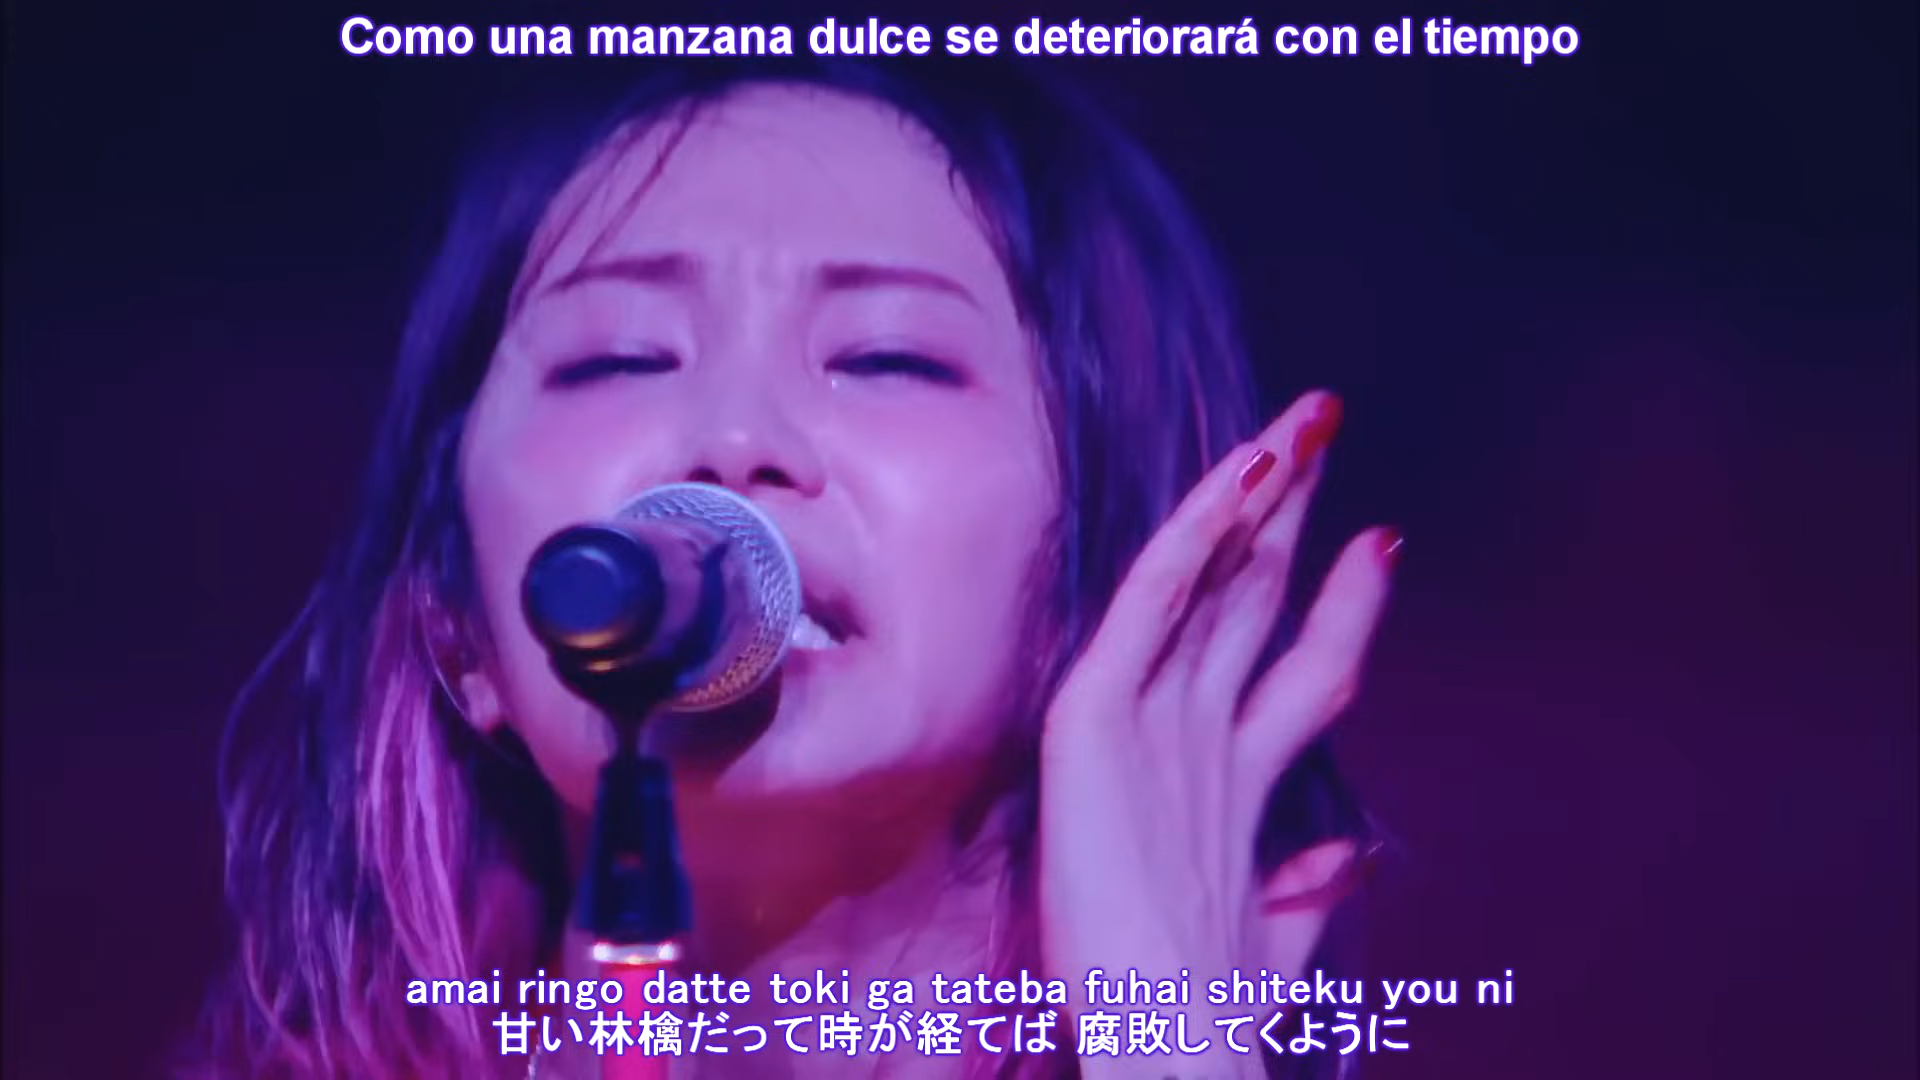 Como una manzana dulce se deteriorará con el tiempo
amai ringo datte toki ga tateba fuhai shiteku you ni
甘い林檎だって時が経てば 腐敗してくように